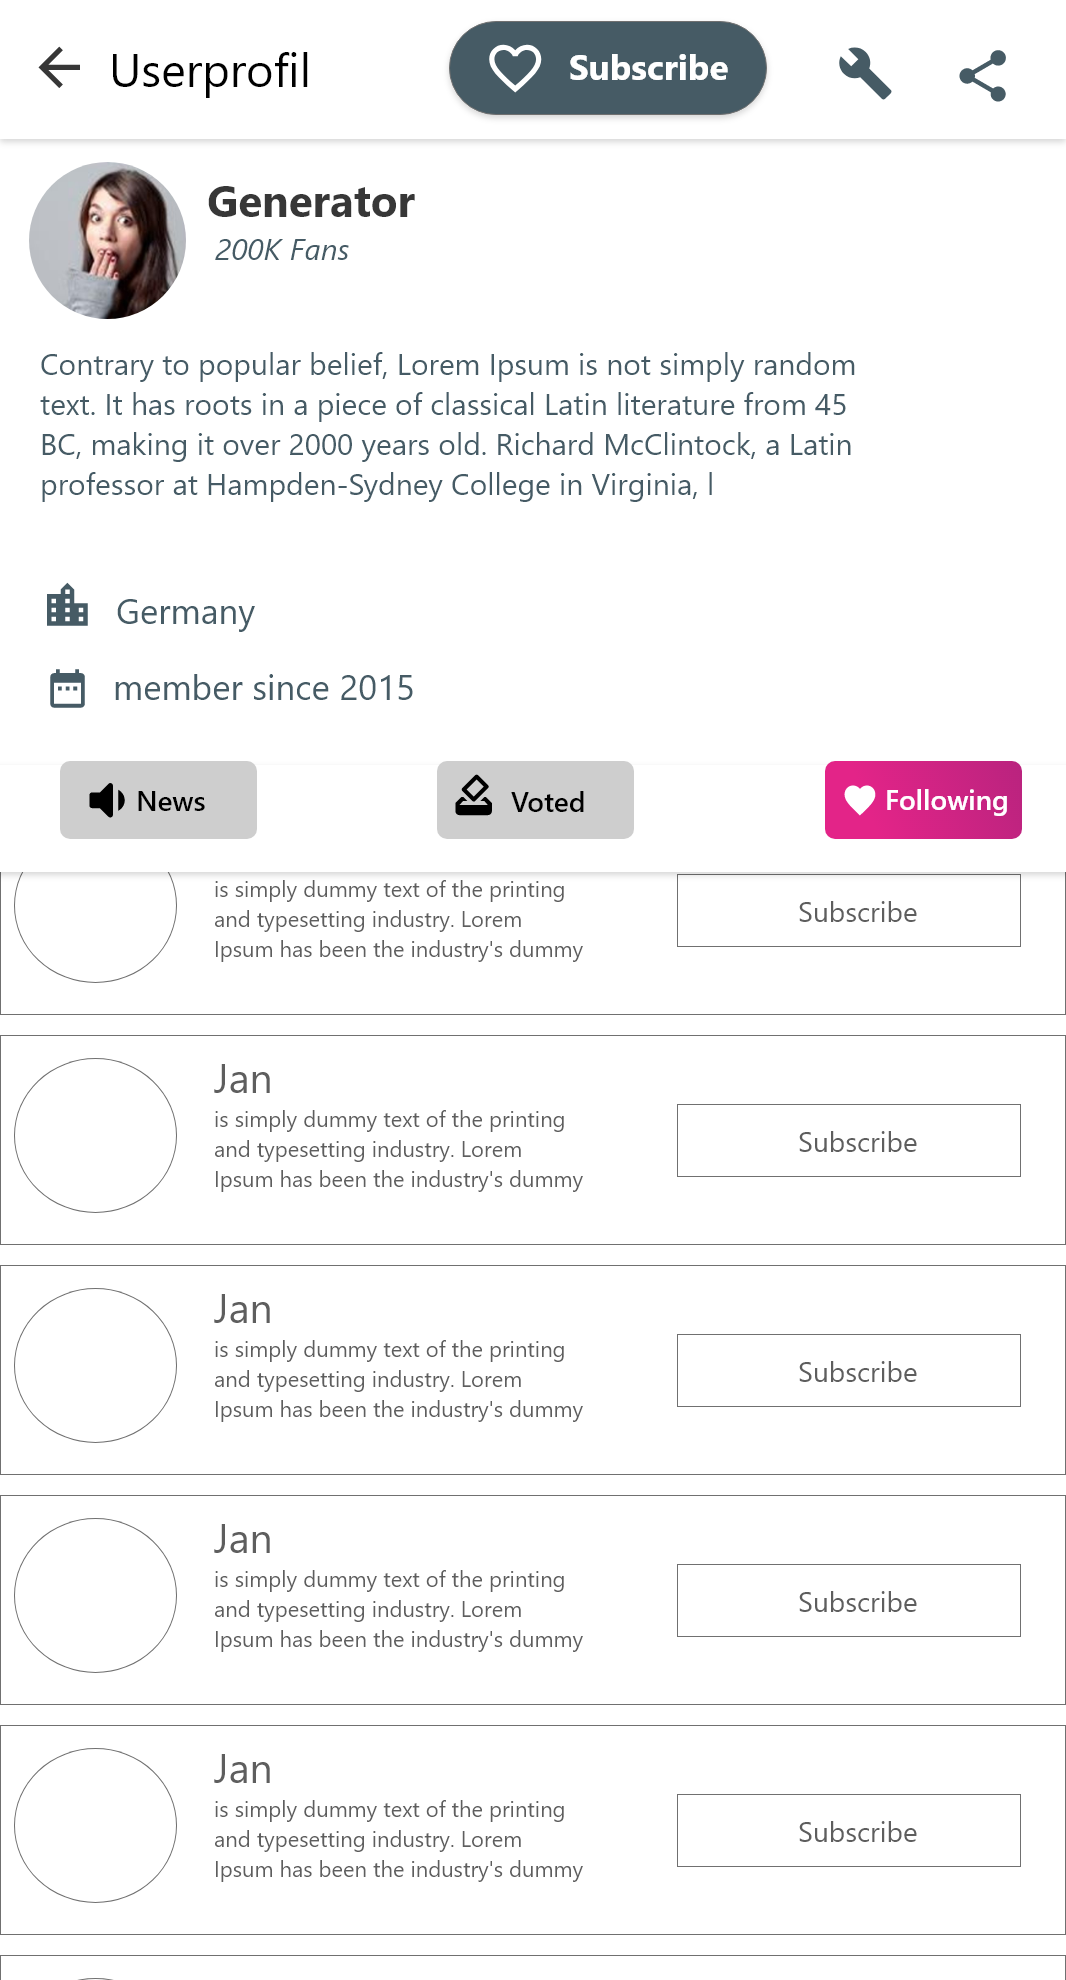 Userprofil
Subscribe
Generator
200K Fans
Contrary to popular belief, Lorem Ipsum is not simply random
text. It has roots in a piece of classical Latin literature from 45
BC, making it over 2000 years old. Richard McClintock, a Latin
professor at Hampden-Sydney College in Virginia, l
Germany
member since 2015
News
Voted
Following
is simply dummy text of the printing
and typesetting industry. Lorem
Ipsum has been the industry's dummy
Subscribe
Jan
is simply dummy text of the printing
and typesetting industry. Lorem
Ipsum has been the industry's dummy
Subscribe
Jan
is simply dummy text of the printing
and typesetting industry. Lorem
Ipsum has been the industry's dummy
Subscribe
Jan
is simply dummy text of the printing
and typesetting industry. Lorem
Ipsum has been the industry's dummy
Subscribe
Jan
is simply dummy text of the printing
and typesetting industry. Lorem
Ipsum has been the industry's dummy
Subscribe